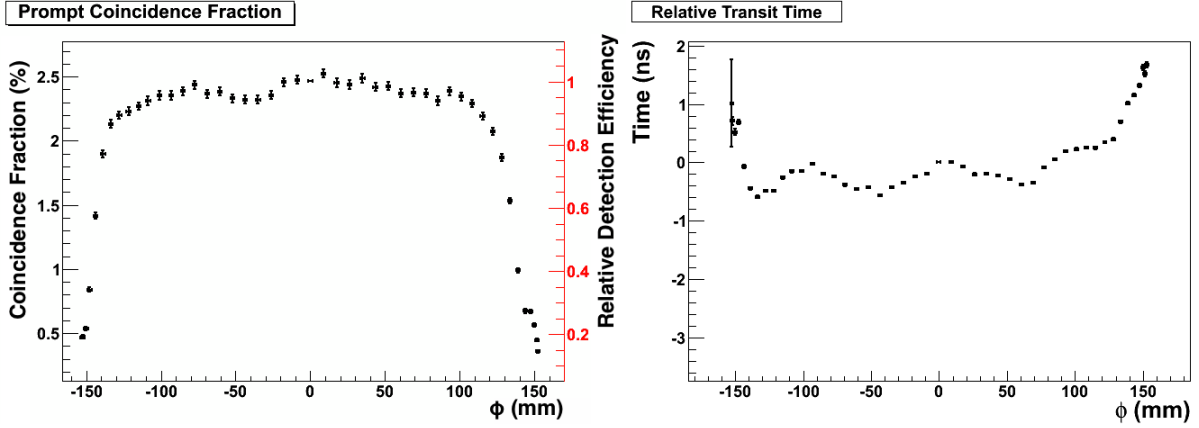 Prompt Coincidence Fraction
Coincidence Fraction (%)
2.5
2
1.5
1
0.5
-150 -100 -50 0 50 100 150
ϕ (mm)
1
0.8
0.6
0.4
0.2
Relative Detection Efficiency
Relative Transit Time
Time (ns)
2
1
0
-1
-2
-3
-150 -100 -50 0 50 100 150
ϕ (mm)